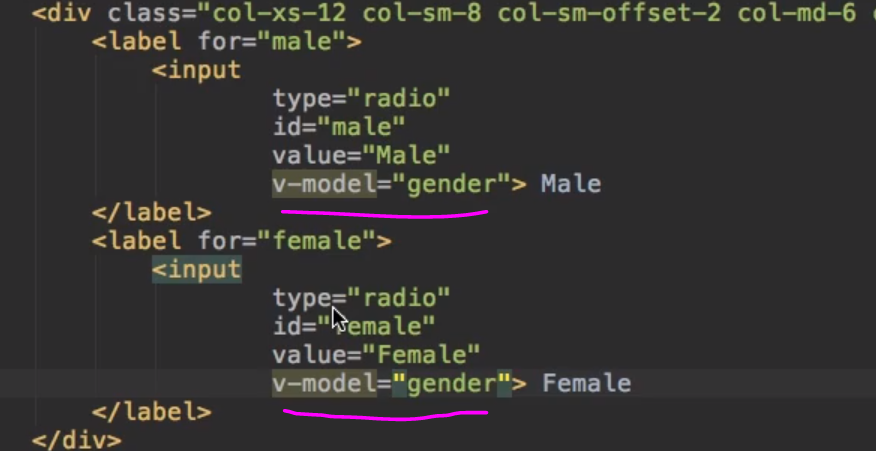 <div class="col-xs-12 col-sm-8 col-sm-offset-2 col-md-6
<label for="male">
<input
type="radio"
id="male"
value="Male"
v-model="gender"> Male
</label>
<label for="female">
<input
type="radio"
id="female"
value="Female"
v-model="gender"> Female
</label>
</div>